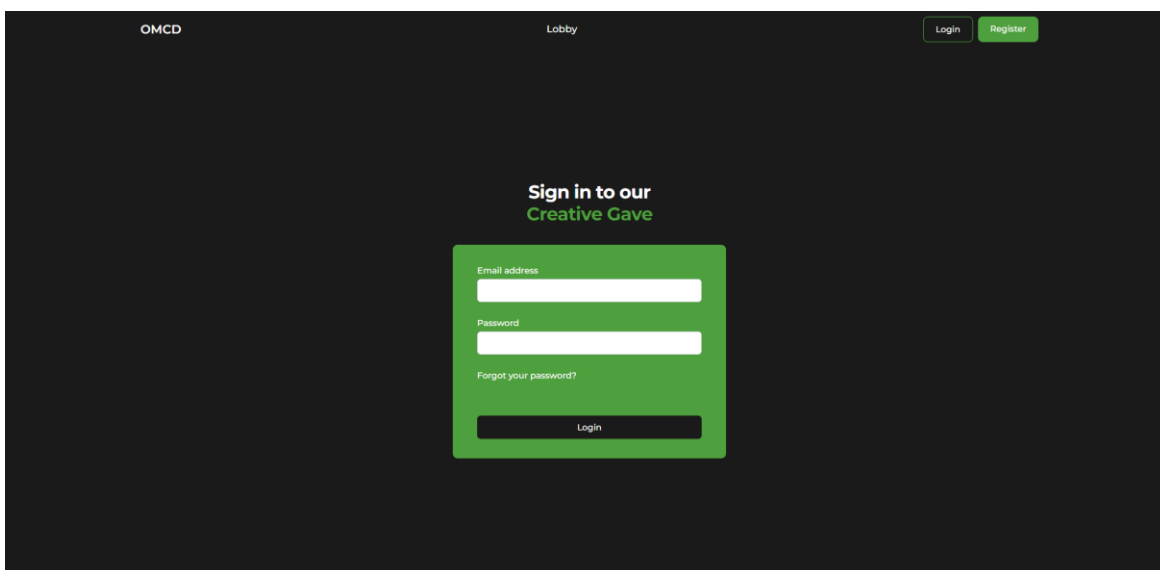 OMCD
Lobby
Login
Register
Sign in to our
Creative Gave
Email address
Password
Forgot your password?
Login